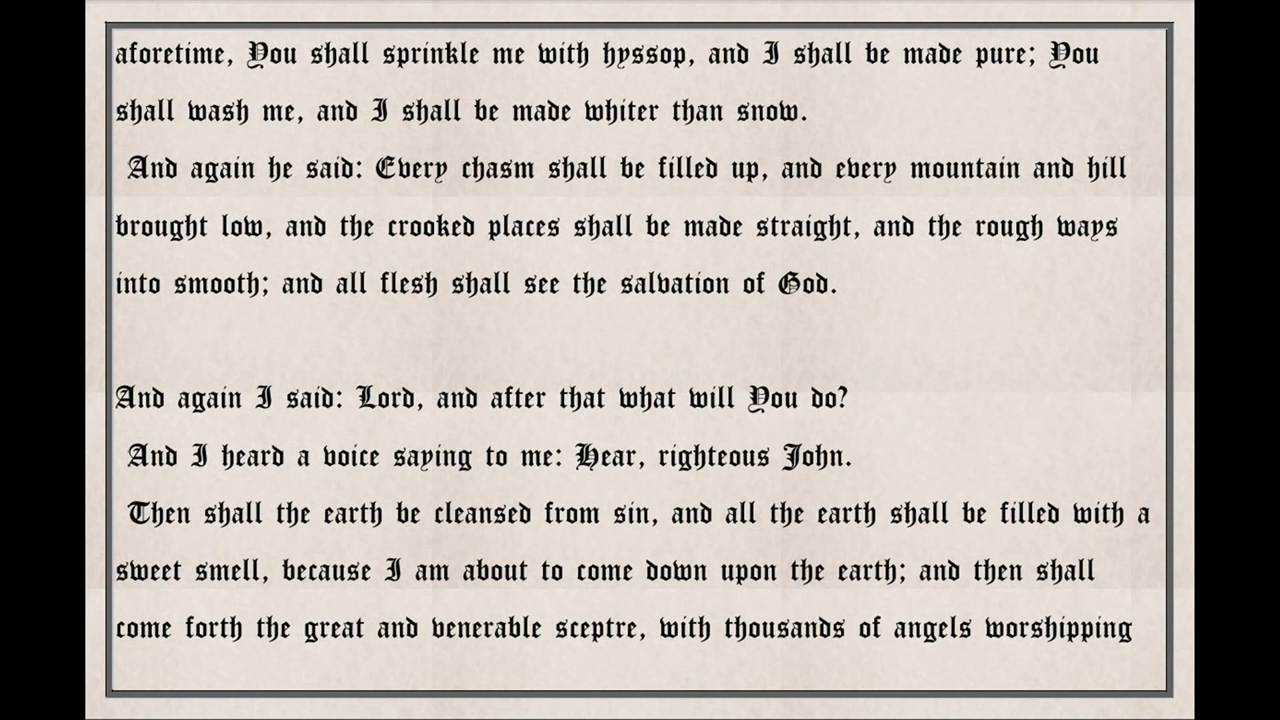 aforetime, You shall sprinkle me with hyssop, and I shall be made pure; You
shall wash me, and I shall be made whiter than snow.
And again he said: Every chasm shall be filled up, and every mountain and hill
brought low, and the crooked places shall be made straight, and the rough ways
into smooth; and all flesh shall see the salvation of God.
And again I said: Lord, and after that what will You do?
And I heard a voice saying to me: Hear, righteous John.
Then shall the earth be cleansed from sin, and all the earth shall be filled with a
sweet smell, because I am about to come down upon the earth; and then shall
come forth the great and venerable sceptre, with thousands of angels worshipping